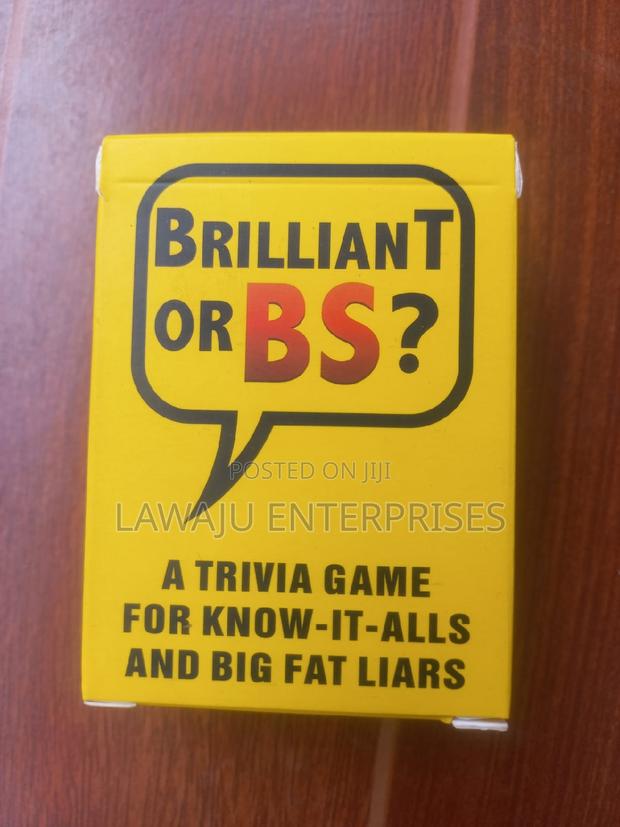 BRILLIANT
OR BS?
POSTED ON JIJI
LAWAJU ENTERPRISES
A TRIVIA GAME
FOR KNOW-IT-ALLS
AND BIG FAT LIARS